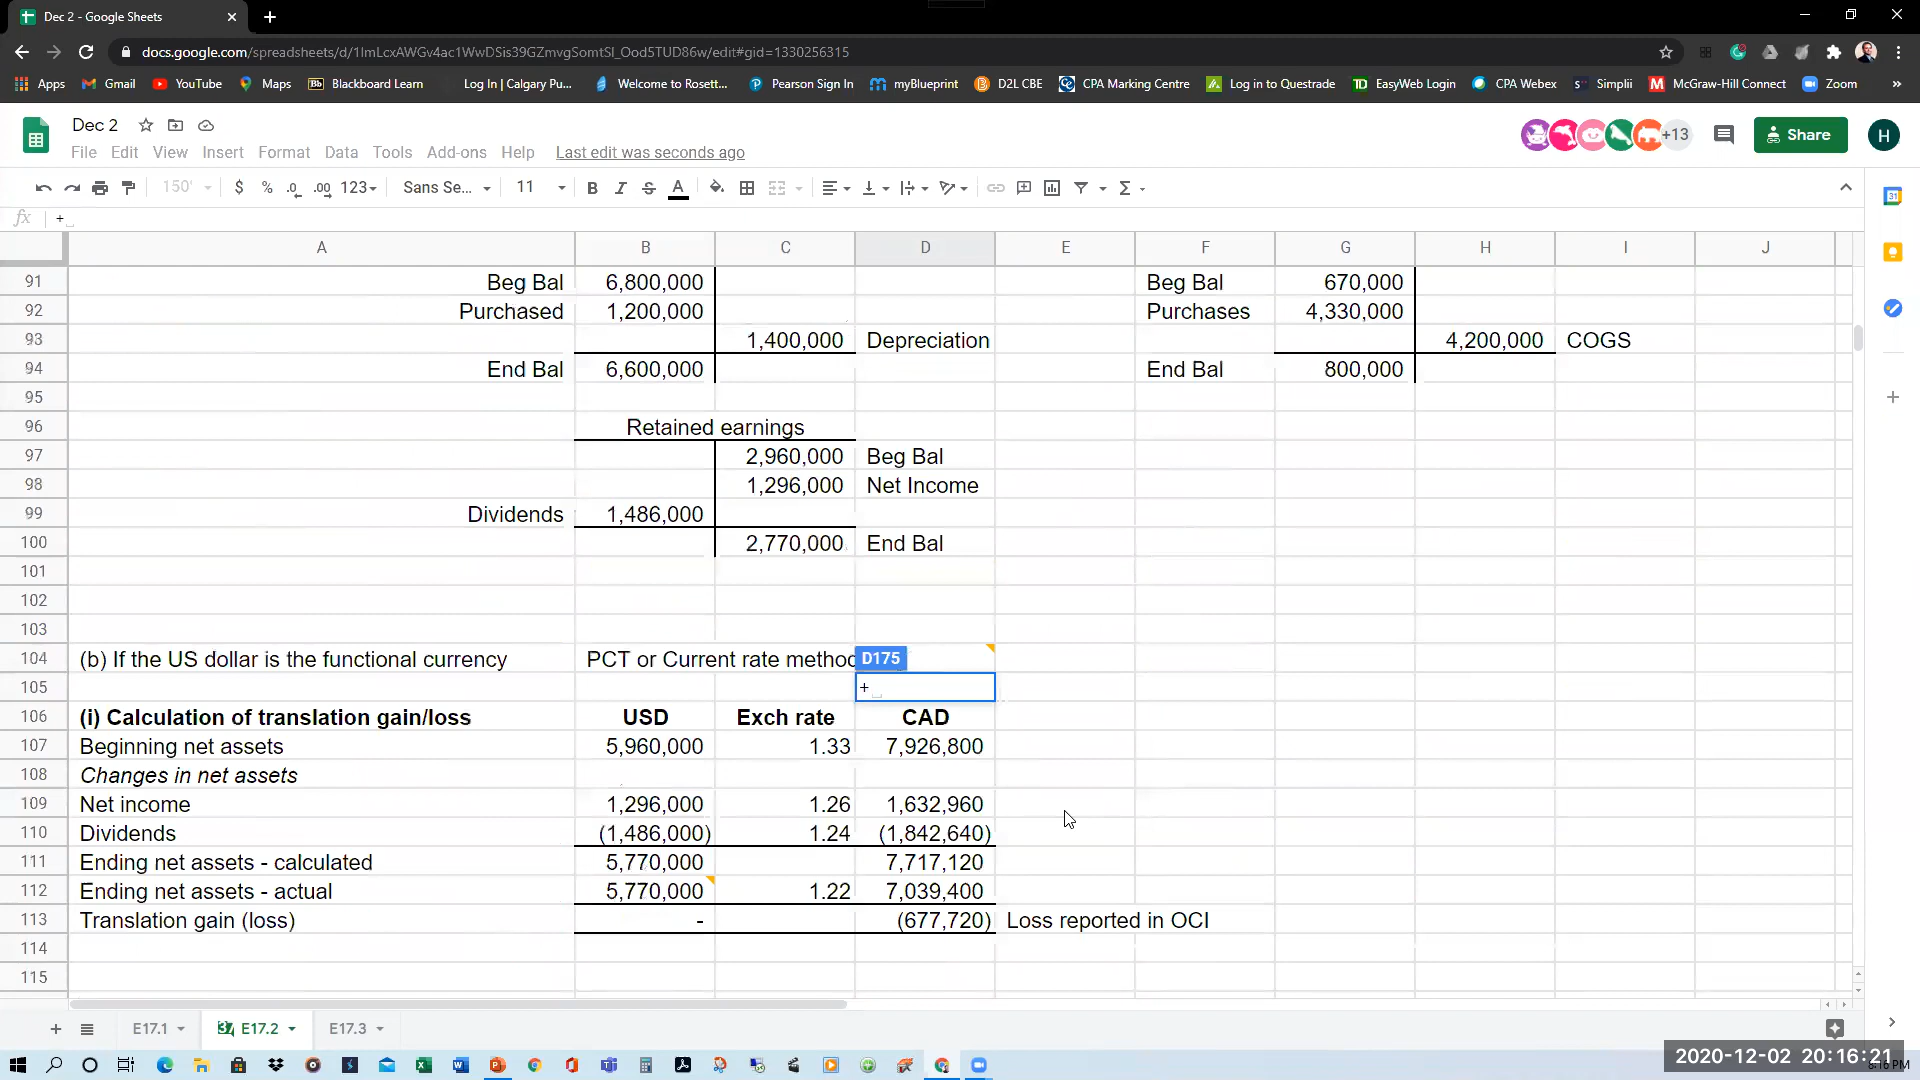 Dec 2 - Google Sheets
docs.google.com/spreadsheets/d/1ImLcxAWGv4ac1WwDSis39GZmvgSomtSl_Ood5TUD86w/edit#gid=1330256315
Apps Gmail YouTube Maps Blackboard Learn Log In | Calgary Pu... Welcome to Rosett... Pearson Sign In myBlueprint D2L CBE CPA Marking Centre Log in to Questrade EasyWeb Login CPA Webex Simplii McGraw-Hill Connect Zoom »
Dec 2 +13 Share H
File Edit View Insert Format Data Tools Add-ons Help Last edit was seconds ago
150% $ % .0 .00 123 Sans Se... 11 B I S A
fx +
A B C D E F G H I J
91 Beg Bal 6,800,000 Beg Bal 670,000
92 Purchased 1,200,000 Purchases 4,330,000
93 1,400,000 Depreciation 4,200,000 COGS
94 End Bal 6,600,000 End Bal 800,000
95
96 Retained earnings
97 2,960,000 Beg Bal
98 1,296,000 Net Income
99 Dividends 1,486,000
100 2,770,000 End Bal
101
102
103
104 (b) If the US dollar is the functional currency PCT or Current rate method D175
105 +
106 (i) Calculation of translation gain/loss USD Exch rate CAD
107 Beginning net assets 5,960,000 1.33 7,926,800
108 Changes in net assets
109 Net income 1,296,000 1.26 1,632,960
110 Dividends (1,486,000) 1.24 (1,842,640)
111 Ending net assets - calculated 5,770,000 7,717,120
112 Ending net assets - actual 5,770,000 1.22 7,039,400
113 Translation gain (loss) - (677,720) Loss reported in OCI
114
115
E17.1 E17.2 E17.3
2020-12-02 20:16:21